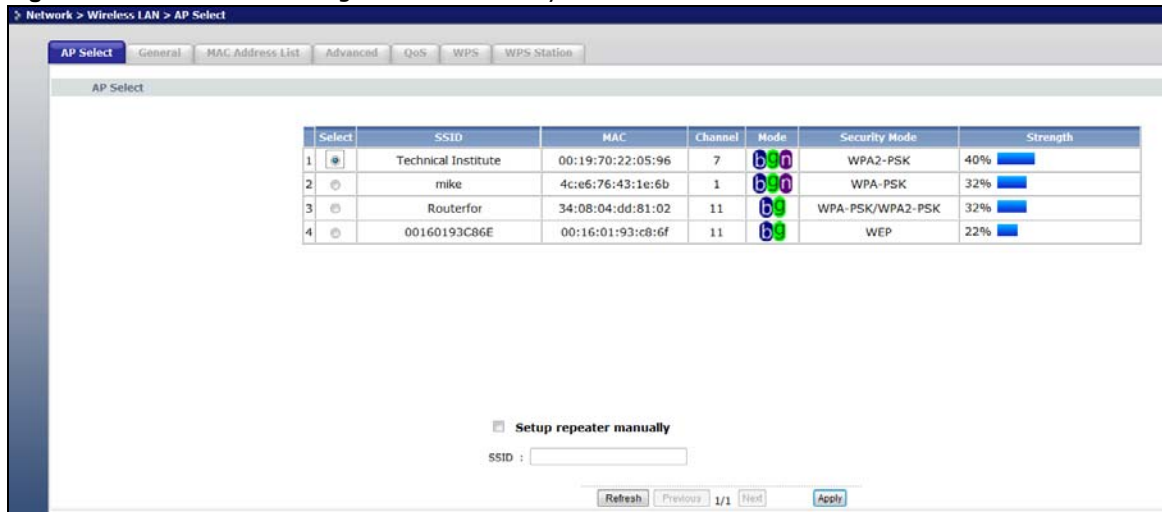 Network > Wireless LAN > AP Select
AP Select General MAC Address List Advanced QoS WPS WPS Station
AP Select
Select SSID MAC Channel Mode Security Mode Strength
1 Technical Institute 00:19:70:22:05:96 7 bgn WPA2-PSK 40%
2 mike 4c:e6:76:43:1e:6b 1 bgn WPA-PSK 32%
3 Routerfor 34:08:04:dd:81:02 11 bg WPA-PSK/WPA2-PSK 32%
4 00160193C86E 00:16:01:93:c8:6f 11 bg WEP 22%
Setup repeater manually
SSID :
Refresh Previous 1/1 Next Apply